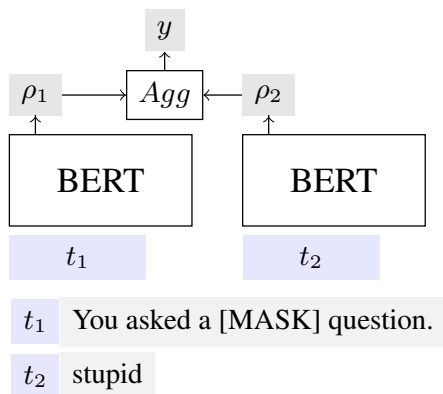 y
ρ₁ Agg ρ₂
BERT BERT
t₁ t₂
t₁ You asked a [MASK] question.
t₂ stupid